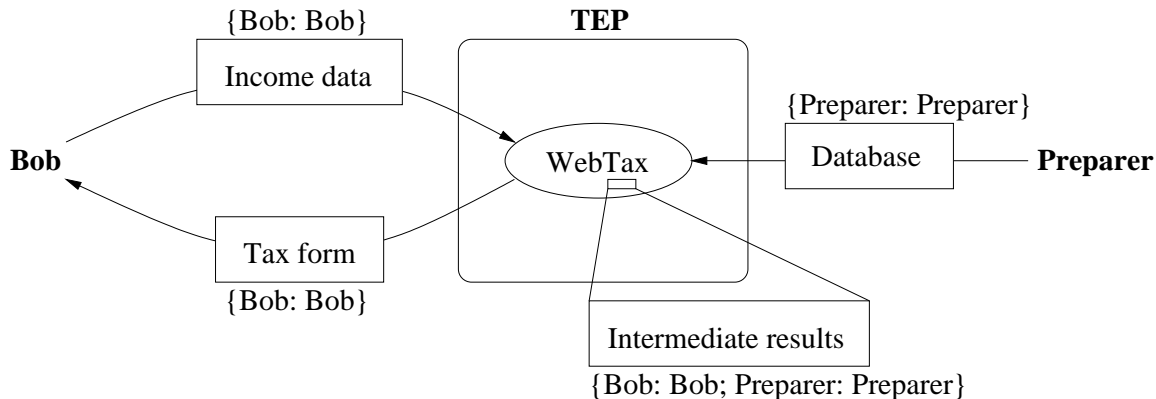 {Bob: Bob}
TEP
Income data
{Preparer: Preparer}
Bob
WebTax
Database
Preparer
Tax form
{Bob: Bob}
Intermediate results
{Bob: Bob; Preparer: Preparer}